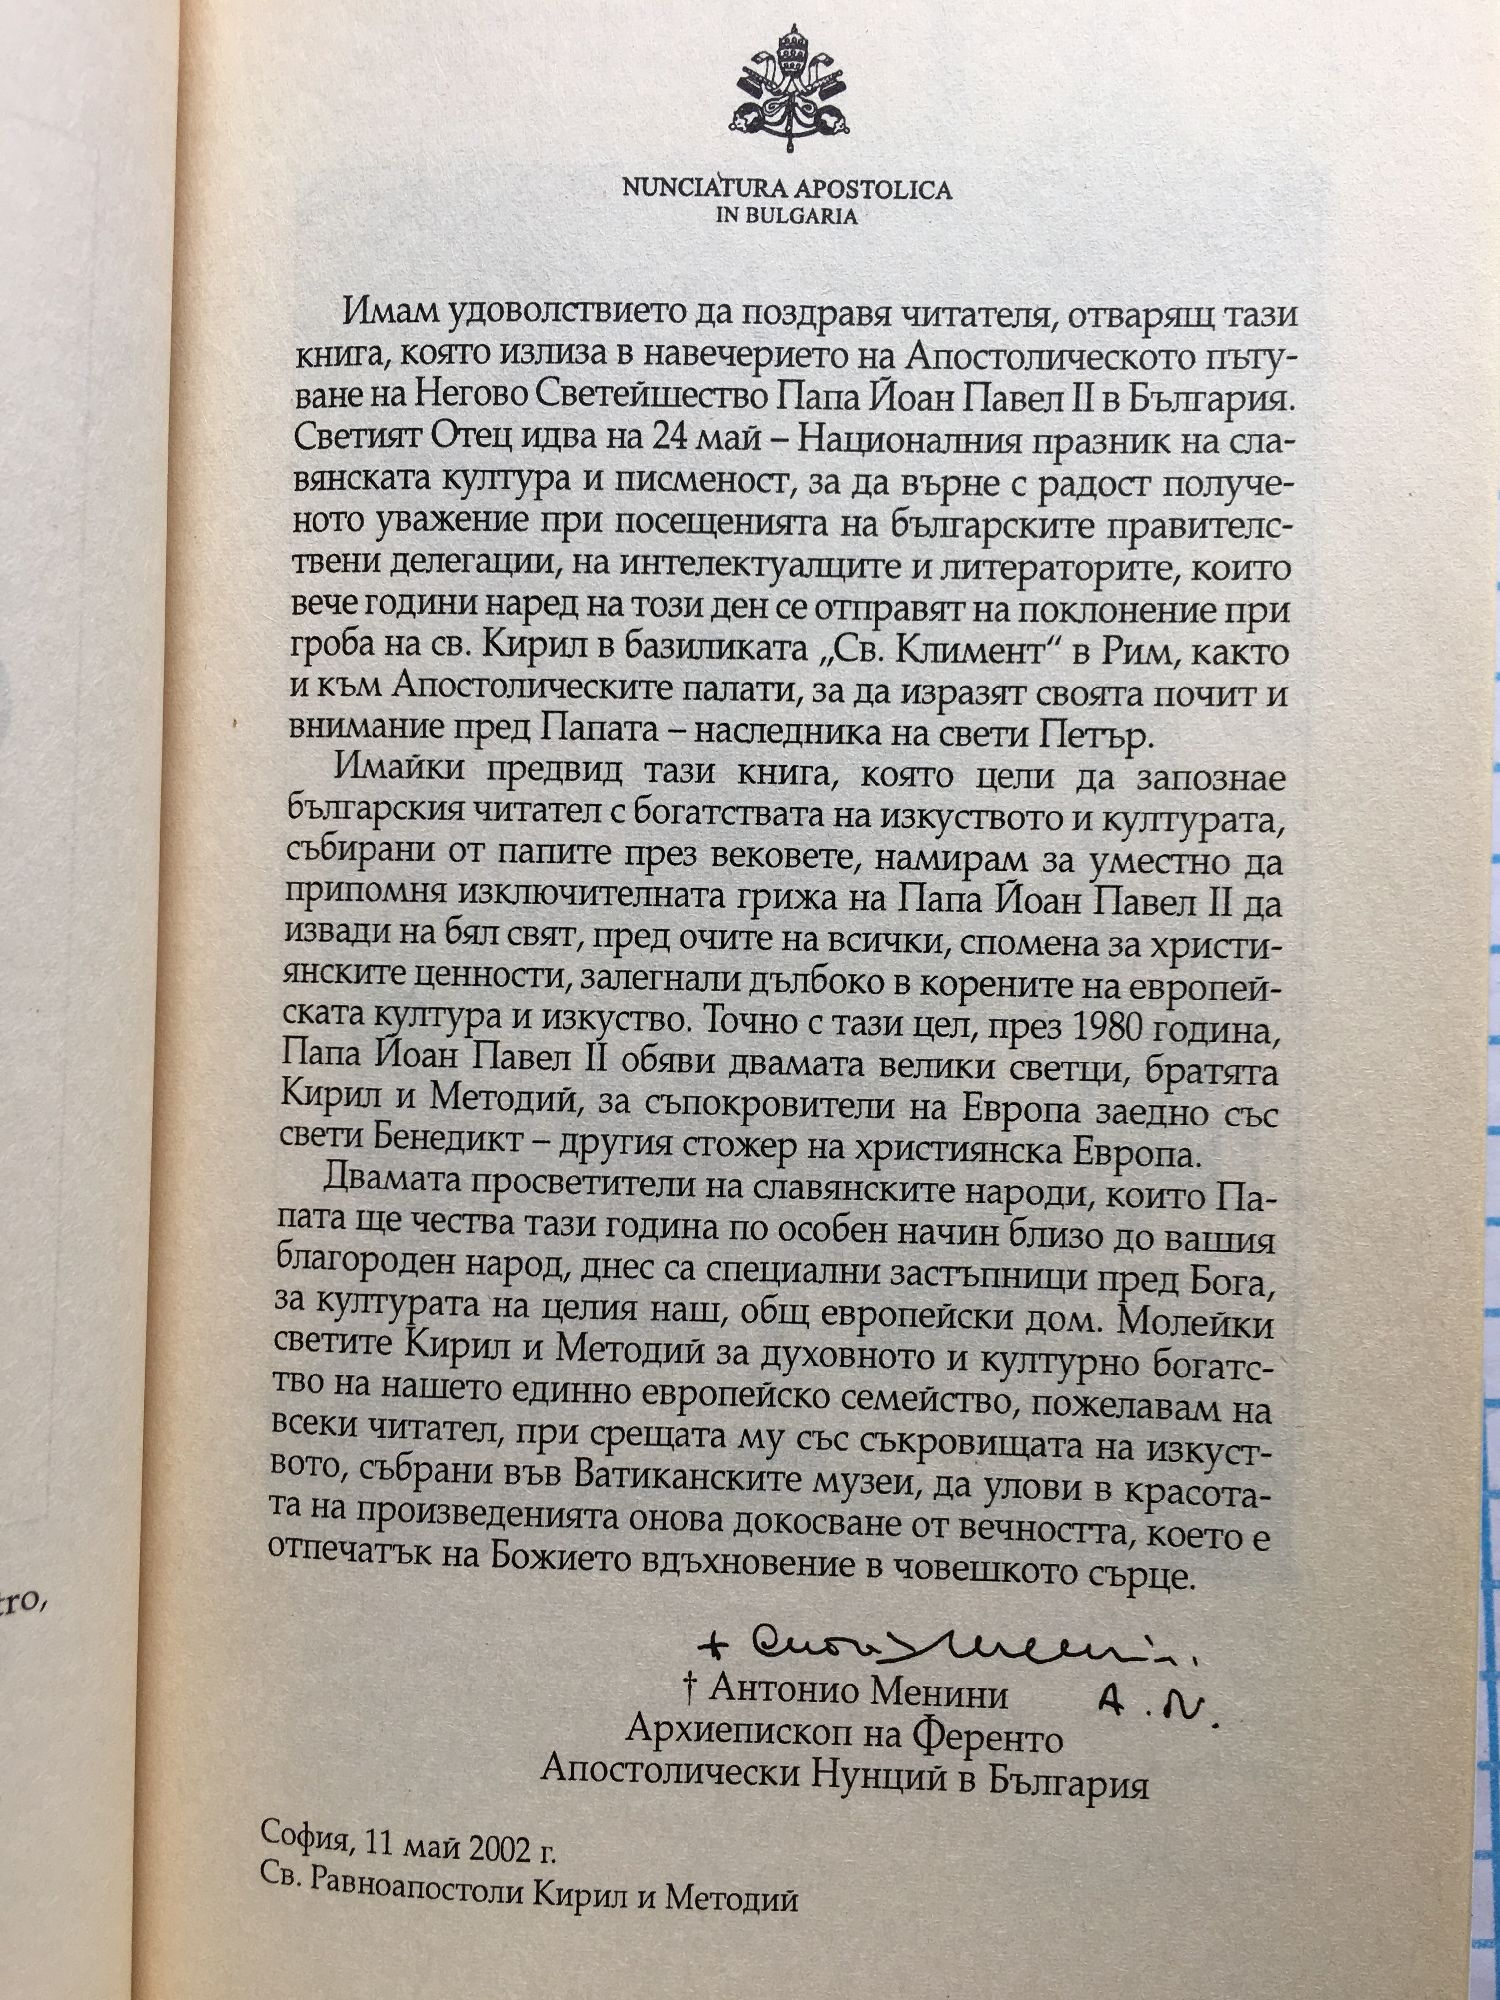 NUNCIATURA APOSTOLICA
IN BULGARIA
Имам удоволствието да поздравя читателя, отварящ тази
книга, която излиза в навечерието на Апостолическото пъту-
ване на Негово Светейшество Папа Йоан Павел II в България.
Светият Отец идва на 24 май – Националния празник на сла-
вянската култура и писменост, за да върне с радост получе-
ното уважение при посещенията на българските правителс-
твени делегации, на интелектуалците и литераторите, които
вече години наред на този ден се отправят на поклонение при
гроба на св. Кирил в базиликата „Св. Климент“ в Рим, както
и към Апостолическите палати, за да изразят своята почит и
внимание пред Папата – наследника на свети Петър.
Имайки предвид тази книга, която цели да запознае
българския читател с богатствата на изкуството и културата,
събирани от папите през вековете, намирам за уместно да
припомня изключителната грижа на Папа Йоан Павел II да
извади на бял свят, пред очите на всички, спомена за христи-
янските ценности, залегнали дълбоко в корените на европей-
ската култура и изкуство. Точно с тази цел, през 1980 година,
Папа Йоан Павел II обяви двамата велики светци, братята
Кирил и Методий, за съпокровители на Европа заедно със
свети Бенедикт – другия стожер на християнска Европа.
Двамата просветители на славянските народи, които Па-
пата ще чества тази година по особен начин близо до вашия
благороден народ, днес са специални застъпници пред Бога,
за културата на целия наш, общ европейски дом. Молейки
светите Кирил и Методий за духовното и културно богатс-
тво на нашето единно европейско семейство, пожелавам на
всеки читател, при срещата му със съкровищата на изкуст-
вото, събрани във Ватиканските музеи, да улови в красота-
та на произведенията онова докосване от вечността, което е
отпечатък на Божието вдъхновение в човешкото сърце.
† Антонио Менини
A. N.
Архиепископ на Ференто
Апостолически Нунций в България
София, 11 май 2002 г.
Св. Равноапостоли Кирил и Методий